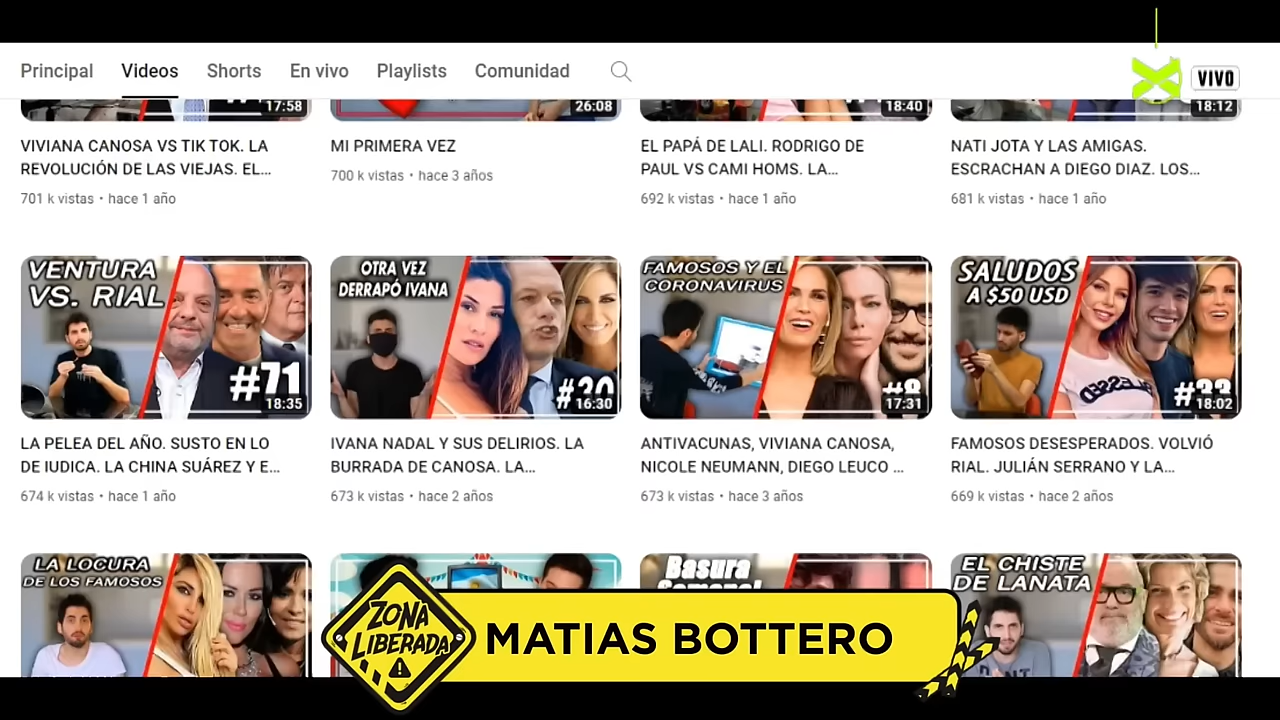 Principal Videos Shorts En vivo Playlists Comunidad
VIVO
17:58 26:08 18:40 18:12
VIVIANA CANOSA VS TIK TOK. LA
REVOLUCIÓN DE LAS VIEJAS. EL...
701 k vistas • hace 1 año
MI PRIMERA VEZ
700 k vistas • hace 3 años
EL PAPÁ DE LALI. RODRIGO DE
PAUL VS CAMI HOMS. LA...
692 k vistas • hace 1 año
NATI JOTA Y LAS AMIGAS.
ESCRACHAN A DIEGO DIAZ. LOS...
681 k vistas • hace 1 año
VENTURA
VS. RIAL
#71
18:35
OTRA VEZ
DERRAPÓ IVANA
#30
16:30
FAMOSOS Y EL
CORONAVIRUS
#8
17:31
SALUDOS
A $50 USD
BLESSED
#33
18:02
LA PELEA DEL AÑO. SUSTO EN LO
DE IUDICA. LA CHINA SUÁREZ Y E...
674 k vistas • hace 1 año
IVANA NADAL Y SUS DELIRIOS. LA
BURRADA DE CANOSA. LA...
673 k vistas • hace 2 años
ANTIVACUNAS, VIVIANA CANOSA,
NICOLE NEUMANN, DIEGO LEUCO ...
673 k vistas • hace 3 años
FAMOSOS DESESPERADOS. VOLVIÓ
RIAL. JULIÁN SERRANO Y LA...
669 k vistas • hace 2 años
LA LOCURA
DE LOS FAMOSOS
Basura
Semanal
EL CHISTE
DE LANATA
ZONA
LIBERADA
MATIAS BOTTERO